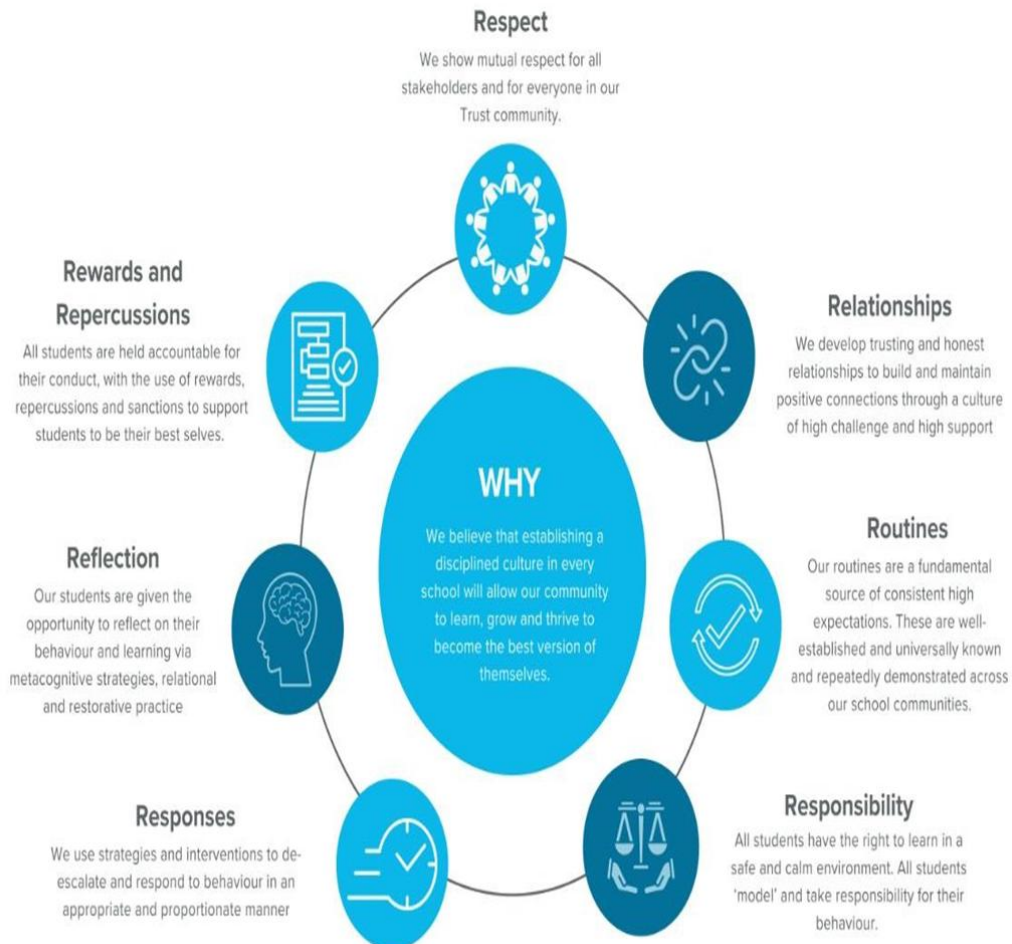 Respect
We show mutual respect for all
stakeholders and for everyone in our
Trust community.
Rewards and
Repercussions
All students are held accountable for
their conduct, with the use of rewards,
repercussions and sanctions to support
students to be their best selves.
Relationships
We develop trusting and honest
relationships to build and maintain
positive connections through a culture
of high challenge and high support
WHY
We believe that establishing a
disciplined culture in every
school will allow our community
to learn, grow and thrive to
become the best version of
themselves.
Reflection
Our students are given the
opportunity to reflect on their
behaviour and learning via
metacognitive strategies, relational
and restorative practice
Routines
Our routines are a fundamental
source of consistent high
expectations. These are well-
established and universally known
and repeatedly demonstrated across
our school communities.
Responses
We use strategies and interventions to de-
escalate and respond to behaviour in an
appropriate and proportionate manner
Responsibility
All students have the right to learn in a
safe and calm environment. All students
'model' and take responsibility for their
behaviour.